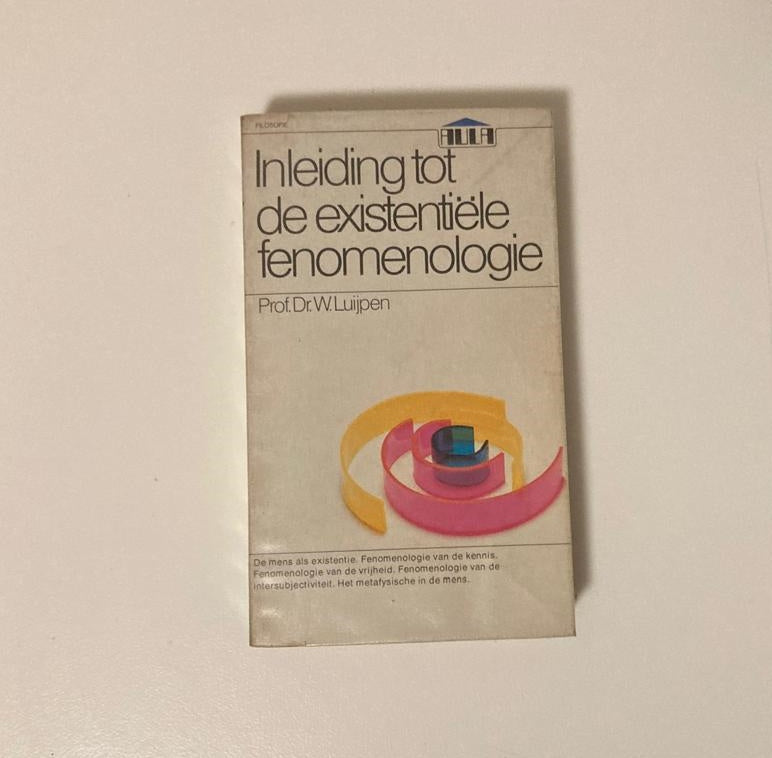 FILOSOFIE
AULA
Inleiding tot
de existentiële
fenomenologie
Prof. Dr. W. Luijpen
De mens als existentie. Fenomenologie van de kennis.
Fenomenologie van de vrijheid. Fenomenologie van de
intersubjectiviteit. Het metafysische in de mens.